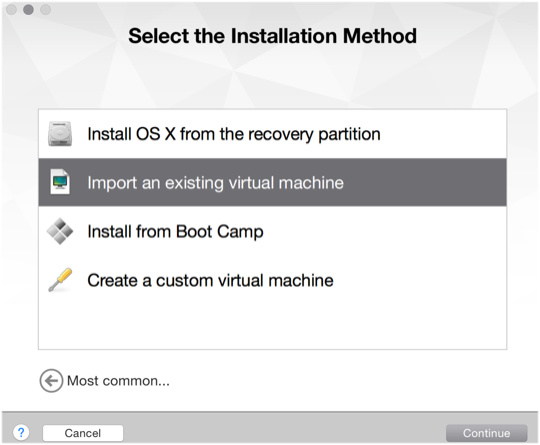 Select the Installation Method
Install OS X from the recovery partition
Import an existing virtual machine
Install from Boot Camp
Create a custom virtual machine
Most common...
? Cancel Continue